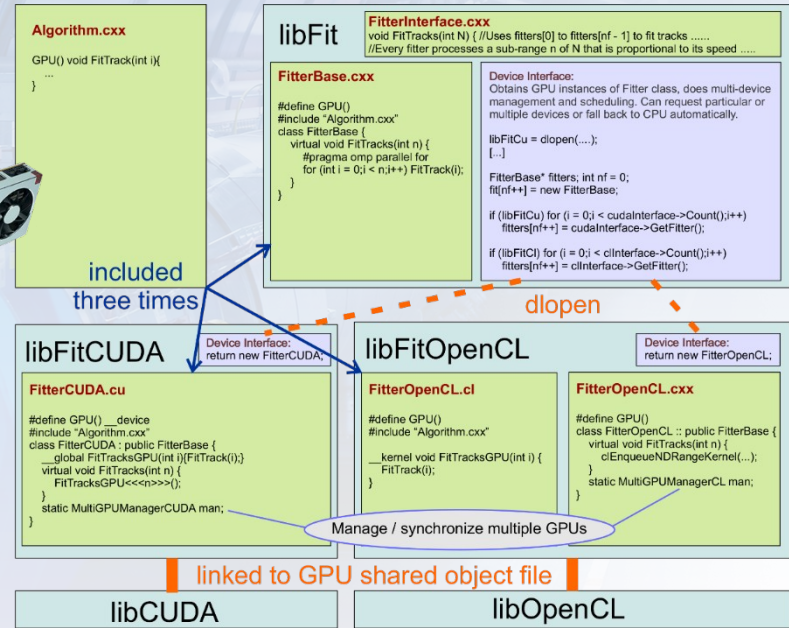 Algorithm.cxx
GPU() void FitTrack(int i){
...
}
libFit
FitterInterface.cxx
void FitTracks(int N) { //Uses fitters[0] to fitters[nf - 1] to fit tracks ......
//Every fitter processes a sub-range n of N that is proportional to its speed .....
FitterBase.cxx
#define GPU()
#include “Algorithm.cxx”
class FitterBase {
virtual void FitTracks(int n) {
#pragma omp parallel for
for (int i = 0;i < n;i++) FitTrack(i);
}
}
Device Interface:
Obtains GPU instances of Fitter class, does multi-device
management and scheduling. Can request particular or
multiple devices or fall back to CPU automatically.
libFitCu = dlopen(....);
[...]
FitterBase* fitters; int nf = 0;
fit[nf++] = new FitterBase;
if (libFitCu) for (i = 0;i < cudaInterface->Count();i++)
fitters[nf++] = cudaInterface->GetFitter();
if (libFitCl) for (i = 0;i < clInterface->Count();i++)
fitters[nf++] = clInterface->GetFitter();
included
three times
dlopen
libFitCUDA
Device Interface:
return new FitterCUDA;
FitterCUDA.cu
#define GPU() __device
#include “Algorithm.cxx”
class FitterCUDA : public FitterBase {
__global FitTracksGPU(int i){FitTrack(i);}
virtual void FitTracks(int n) {
FitTracksGPU<<<n>>>();
}
static MultiGPUManagerCUDA man;
}
libFitOpenCL
Device Interface:
return new FitterOpenCL;
FitterOpenCL.cl
#define GPU()
#include “Algorithm.cxx”
__kernel void FitTracksGPU(int i) {
FitTrack(i);
}
FitterOpenCL.cxx
#define GPU()
class FitterOpenCL :: public FitterBase {
virtual void FitTracks(int n) {
clEnqueueNDRangeKernel(...);
}
static MultiGPUManagerCL man;
}
Manage / synchronize multiple GPUs
linked to GPU shared object file
libCUDA
libOpenCL